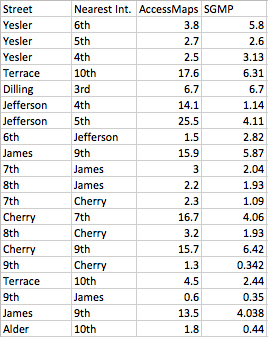 Street Nearest Int. AccessMaps SGMP
Yesler 6th 3.8 5.8
Yesler 5th 2.7 2.6
Yesler 4th 2.5 3.13
Terrace 10th 17.6 6.31
Dilling 3rd 6.7 6.7
Jefferson 4th 14.1 1.14
Jefferson 5th 25.5 4.11
6th Jefferson 1.5 2.82
James 9th 15.9 5.87
7th James 3 2.04
8th James 2.2 1.93
7th Cherry 2.3 1.09
Cherry 7th 16.7 4.06
8th Cherry 3.2 1.93
Cherry 9th 15.7 6.42
9th Cherry 1.3 0.342
Terrace 10th 4.5 2.44
9th James 0.6 0.35
James 9th 13.5 4.038
Alder 10th 1.8 0.44